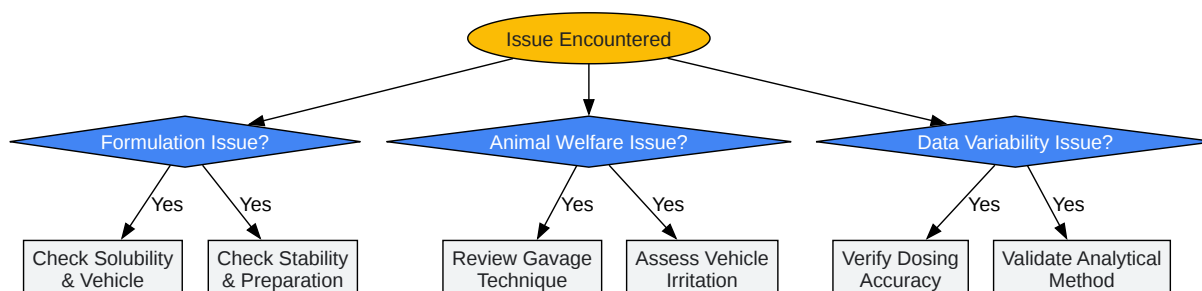 Issue Encountered
Formulation Issue?
Animal Welfare Issue?
Data Variability Issue?
Yes
Yes
Yes
Yes
Yes
Yes
Check Solubility
& Vehicle
Check Stability
& Preparation
Review Gavage
Technique
Assess Vehicle
Irritation
Verify Dosing
Accuracy
Validate Analytical
Method